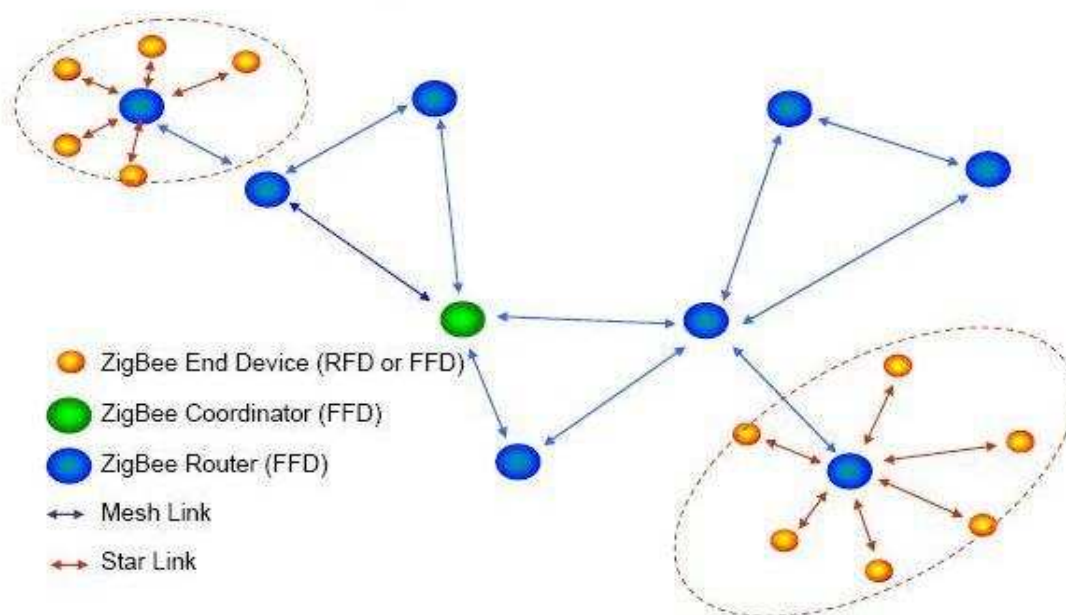 ZigBee End Device (RFD or FFD)
ZigBee Coordinator (FFD)
ZigBee Router (FFD)
Mesh Link
Star Link